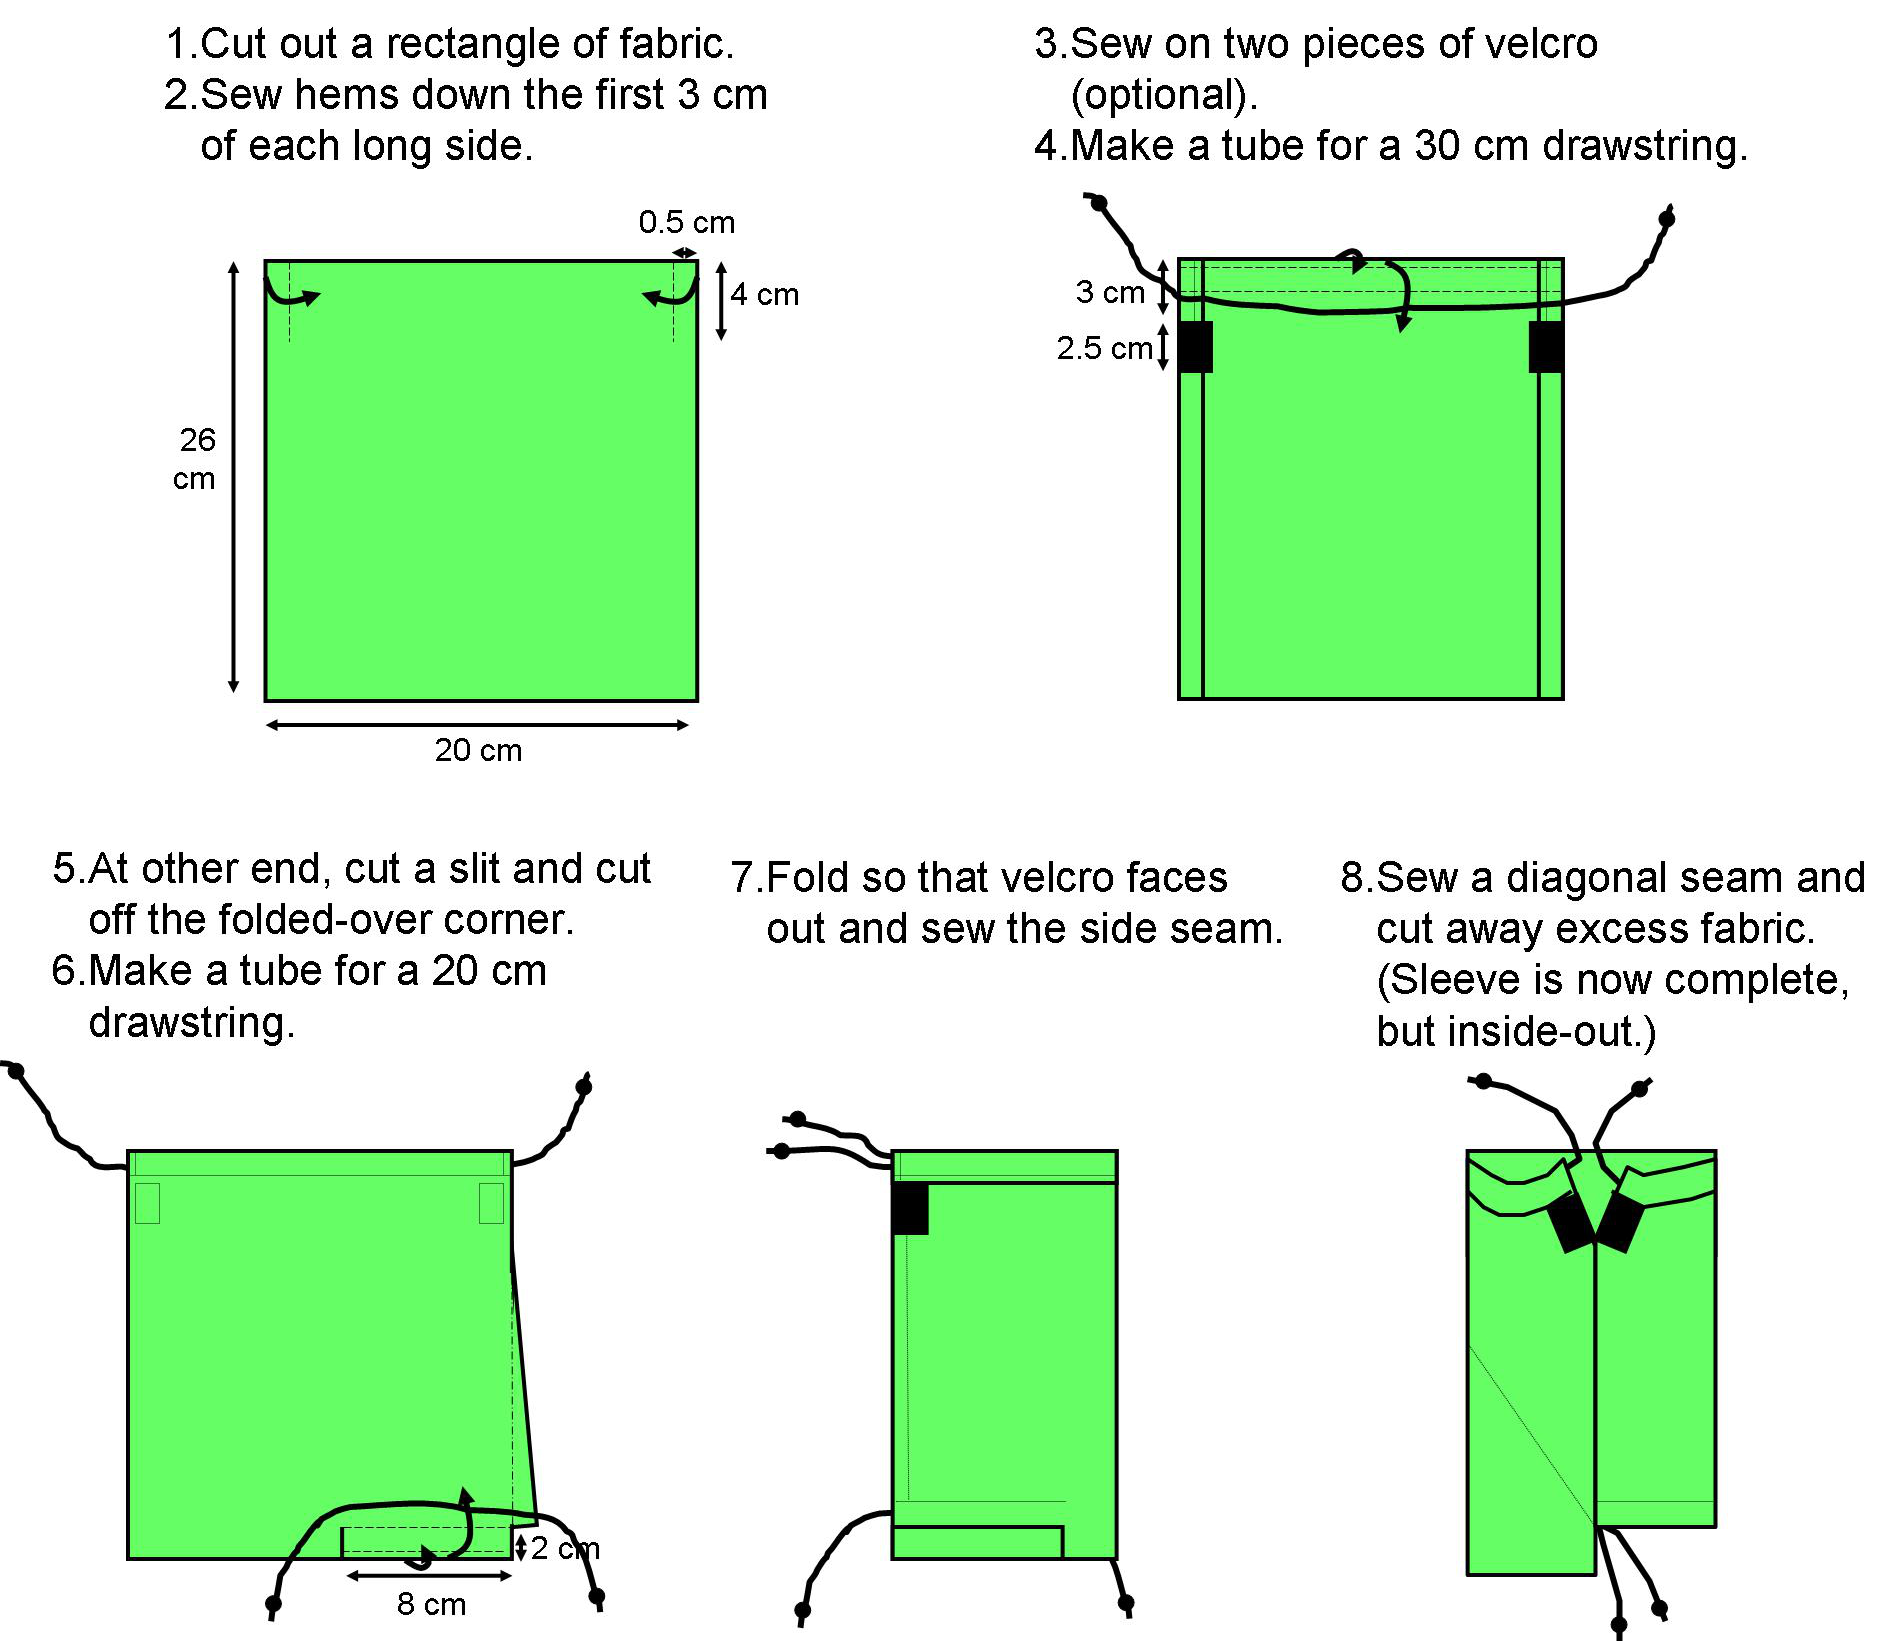 1.Cut out a rectangle of fabric.
2.Sew hems down the first 3 cm
of each long side.
0.5 cm
4 cm
26
cm
20 cm
3.Sew on two pieces of velcro
(optional).
4.Make a tube for a 30 cm drawstring.
3 cm
2.5 cm
5.At other end, cut a slit and cut
off the folded-over corner.
6.Make a tube for a 20 cm
drawstring.
2 cm
8 cm
7.Fold so that velcro faces
out and sew the side seam.
8.Sew a diagonal seam and
cut away excess fabric.
(Sleeve is now complete,
but inside-out.)